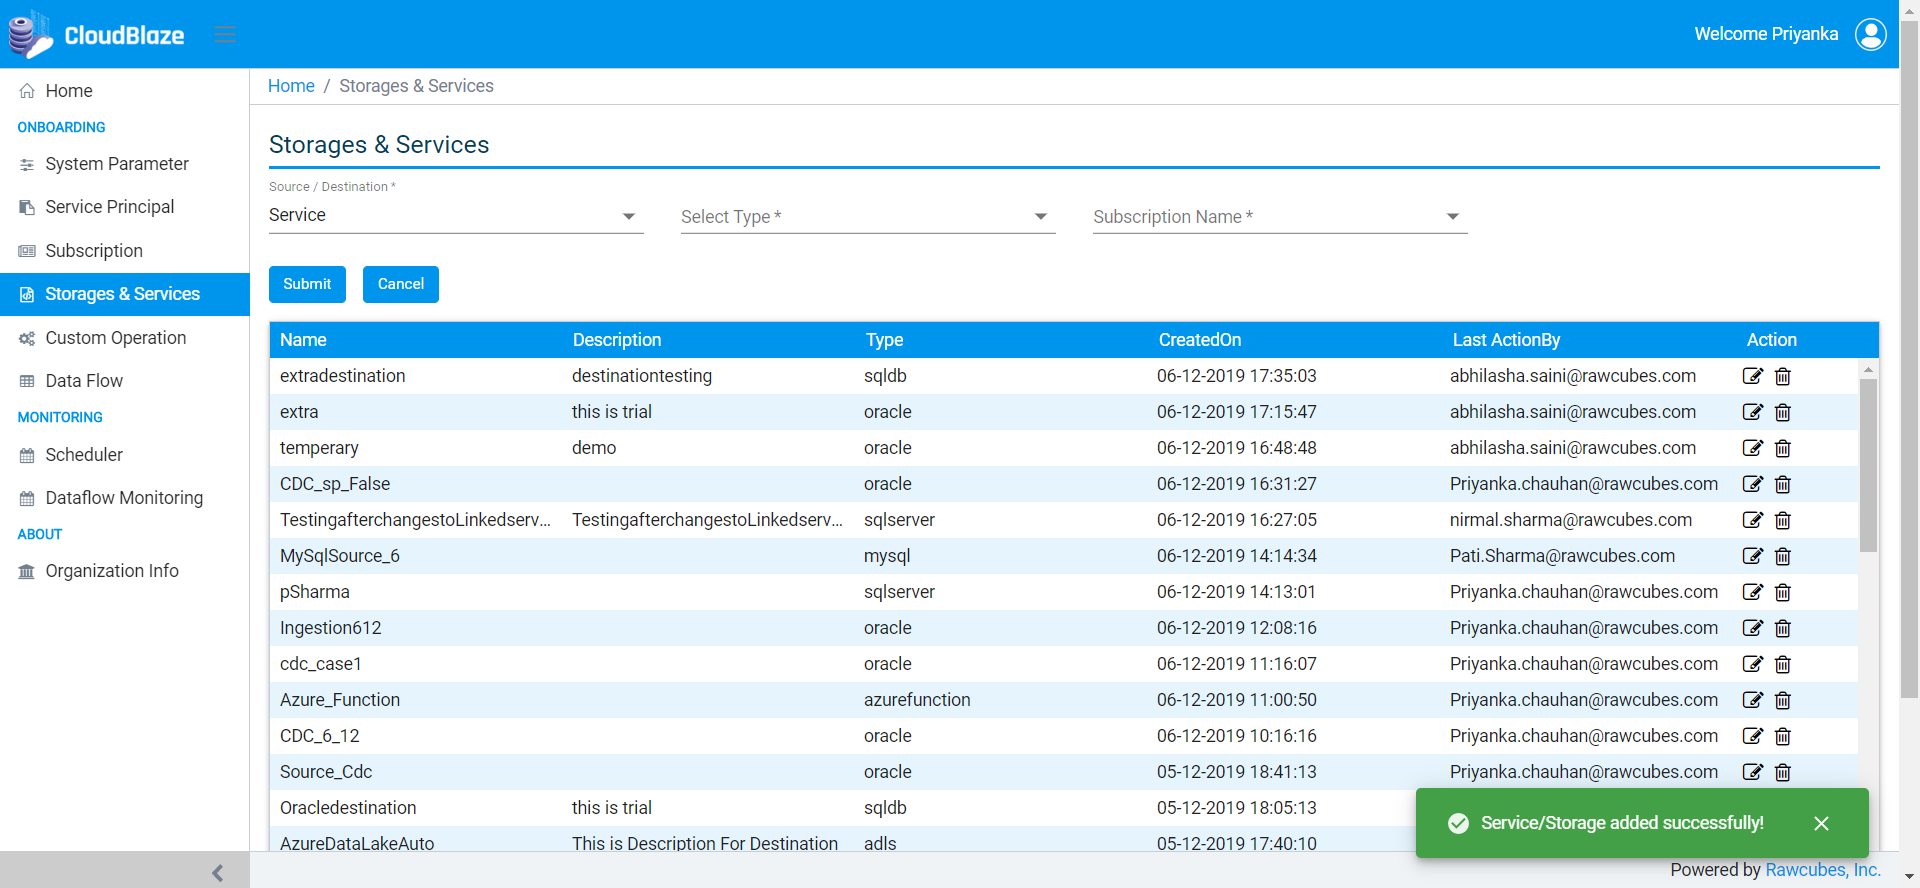 CloudBlaze
Welcome Priyanka
Home
ONBOARDING
System Parameter
Service Principal
Subscription
Storages & Services
Custom Operation
Data Flow
MONITORING
Scheduler
Dataflow Monitoring
ABOUT
Organization Info
Home / Storages & Services
Storages & Services
Source / Destination *
Service
Select Type *
Subscription Name *
Submit Cancel
Name Description Type CreatedOn Last ActionBy Action
extradestination destinationtesting sqldb 06-12-2019 17:35:03 abhilasha.saini@rawcubes.com
extra this is trial oracle 06-12-2019 17:15:47 abhilasha.saini@rawcubes.com
temperary demo oracle 06-12-2019 16:48:48 abhilasha.saini@rawcubes.com
CDC_sp_False oracle 06-12-2019 16:31:27 Priyanka.chauhan@rawcubes.com
TestingafterchangestoLinkedserv... TestingafterchangestoLinkedserv... sqlserver 06-12-2019 16:27:05 nirmal.sharma@rawcubes.com
MySqlSource_6 mysql 06-12-2019 14:14:34 Pati.Sharma@rawcubes.com
pSharma sqlserver 06-12-2019 14:13:01 Priyanka.chauhan@rawcubes.com
Ingestion612 oracle 06-12-2019 12:08:16 Priyanka.chauhan@rawcubes.com
cdc_case1 oracle 06-12-2019 11:16:07 Priyanka.chauhan@rawcubes.com
Azure_Function azurefunction 06-12-2019 11:00:50 Priyanka.chauhan@rawcubes.com
CDC_6_12 oracle 06-12-2019 10:16:16 Priyanka.chauhan@rawcubes.com
Source_Cdc oracle 05-12-2019 18:41:13 Priyanka.chauhan@rawcubes.com
Oracledestination this is trial sqldb 05-12-2019 18:05:13
AzureDataLakeAuto This is Description For Destination adls 05-12-2019 17:40:10
Service/Storage added successfully!
Powered by Rawcubes, Inc.